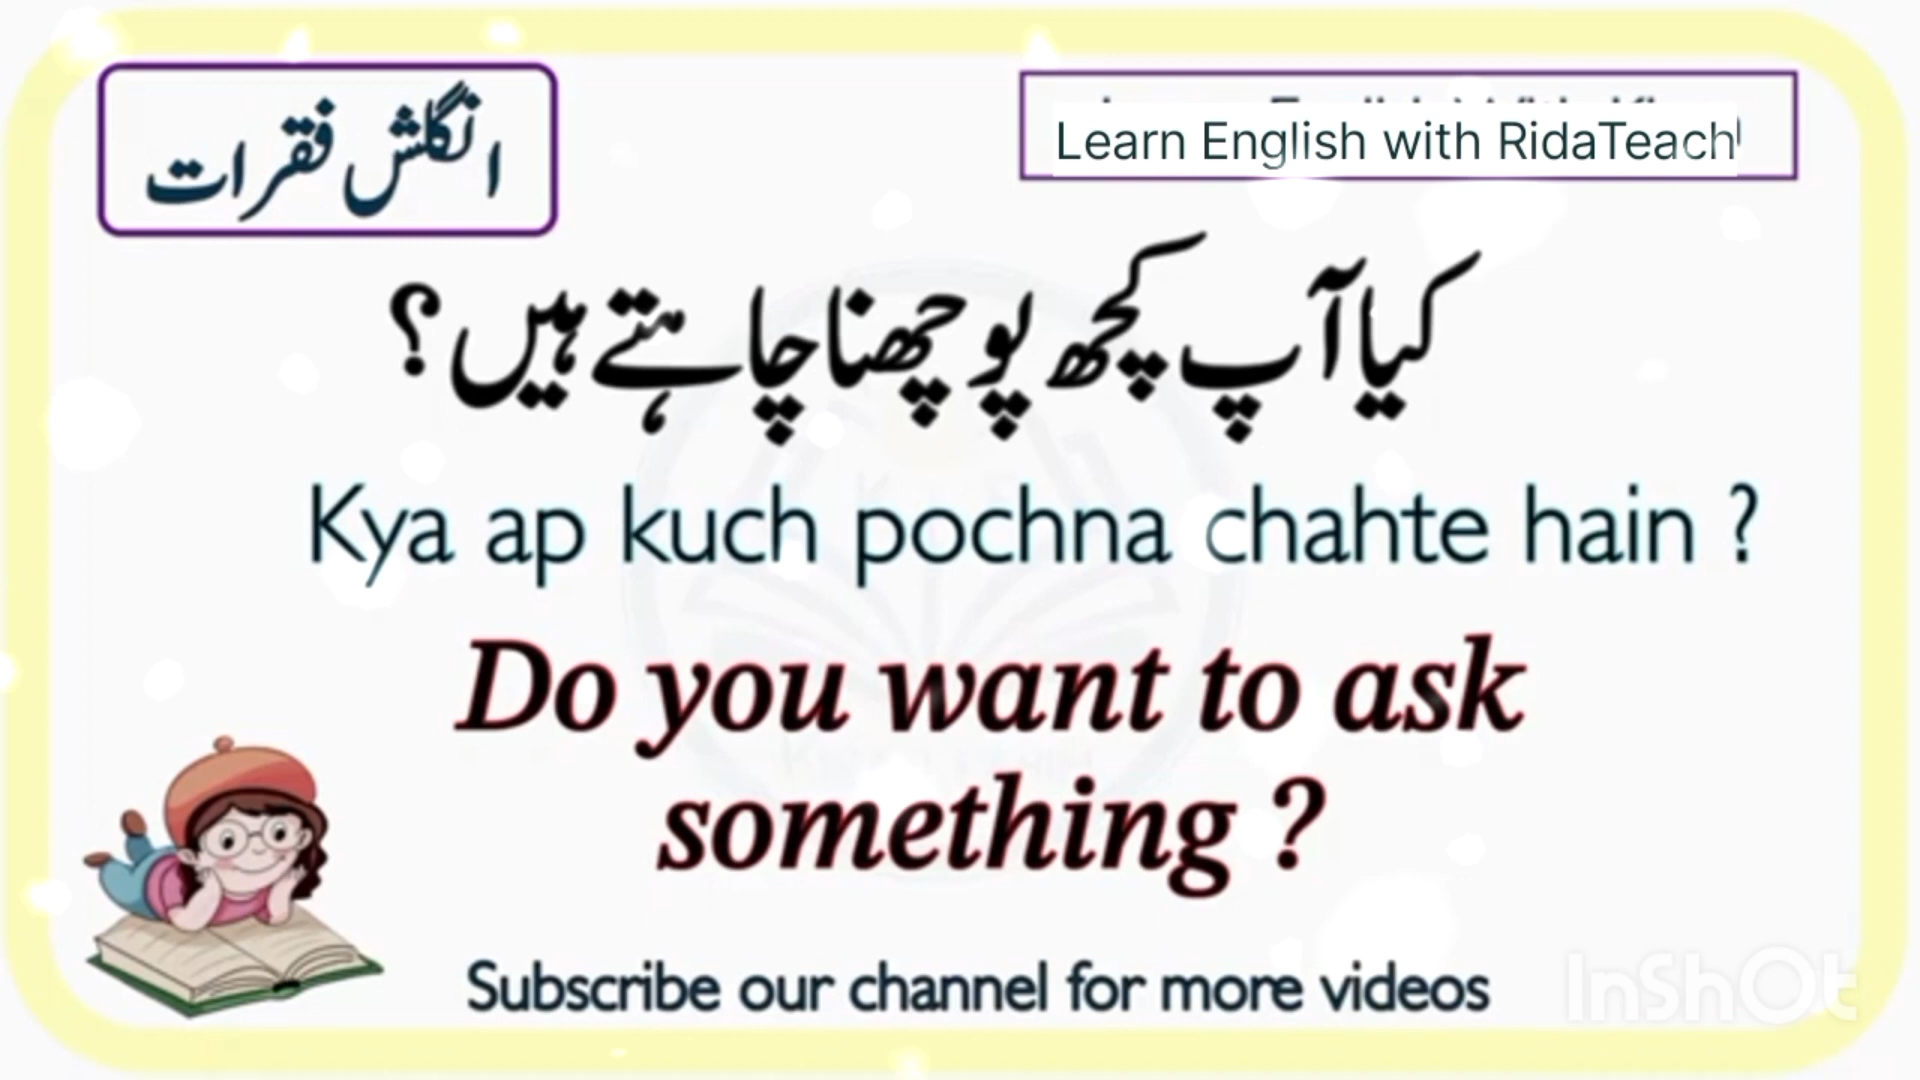 انگلش فقرات
Learn English with RidaTeach
کیا آپ کچھ پوچھنا چاہتے ہیں؟
Kya ap kuch pochna chahte hain ?
Do you want to ask
something ?
Subscribe our channel for more videos
InShOt